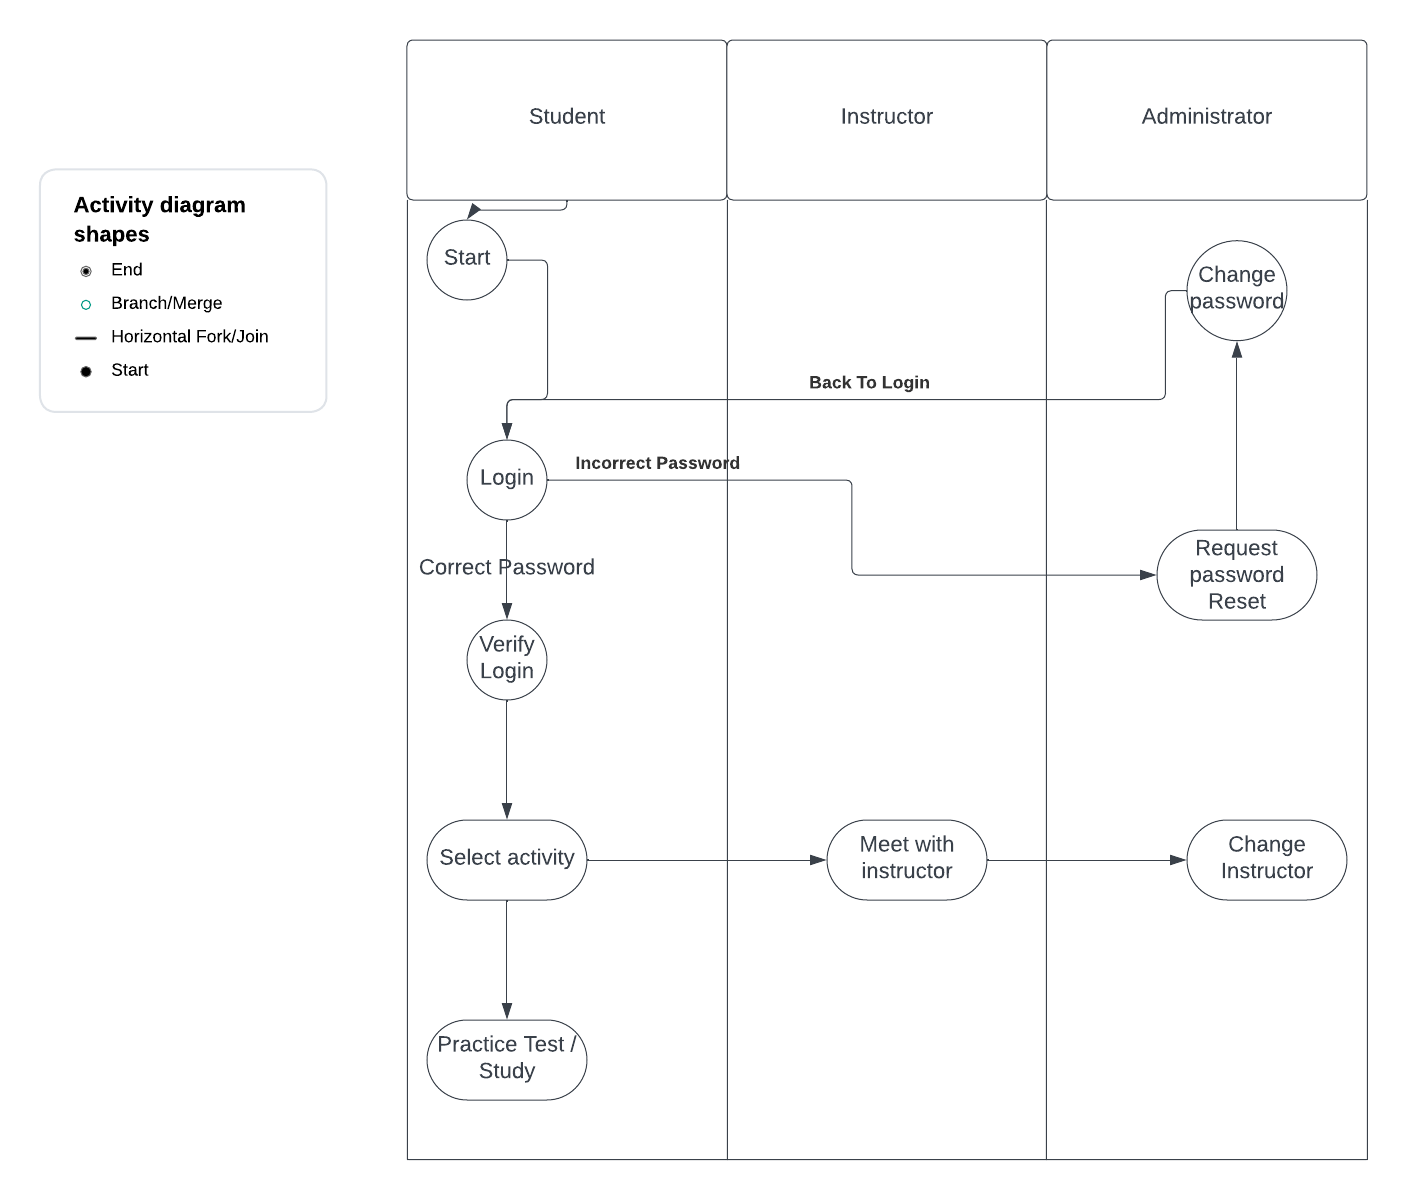 Student
Instructor
Administrator
Activity diagram
shapes
End
Branch/Merge
Horizontal Fork/Join
Start
Start
Change
password
Back To Login
Incorrect Password
Login
Correct Password
Request
password
Reset
Verify
Login
Select activity
Meet with
instructor
Change
Instructor
Practice Test /
Study